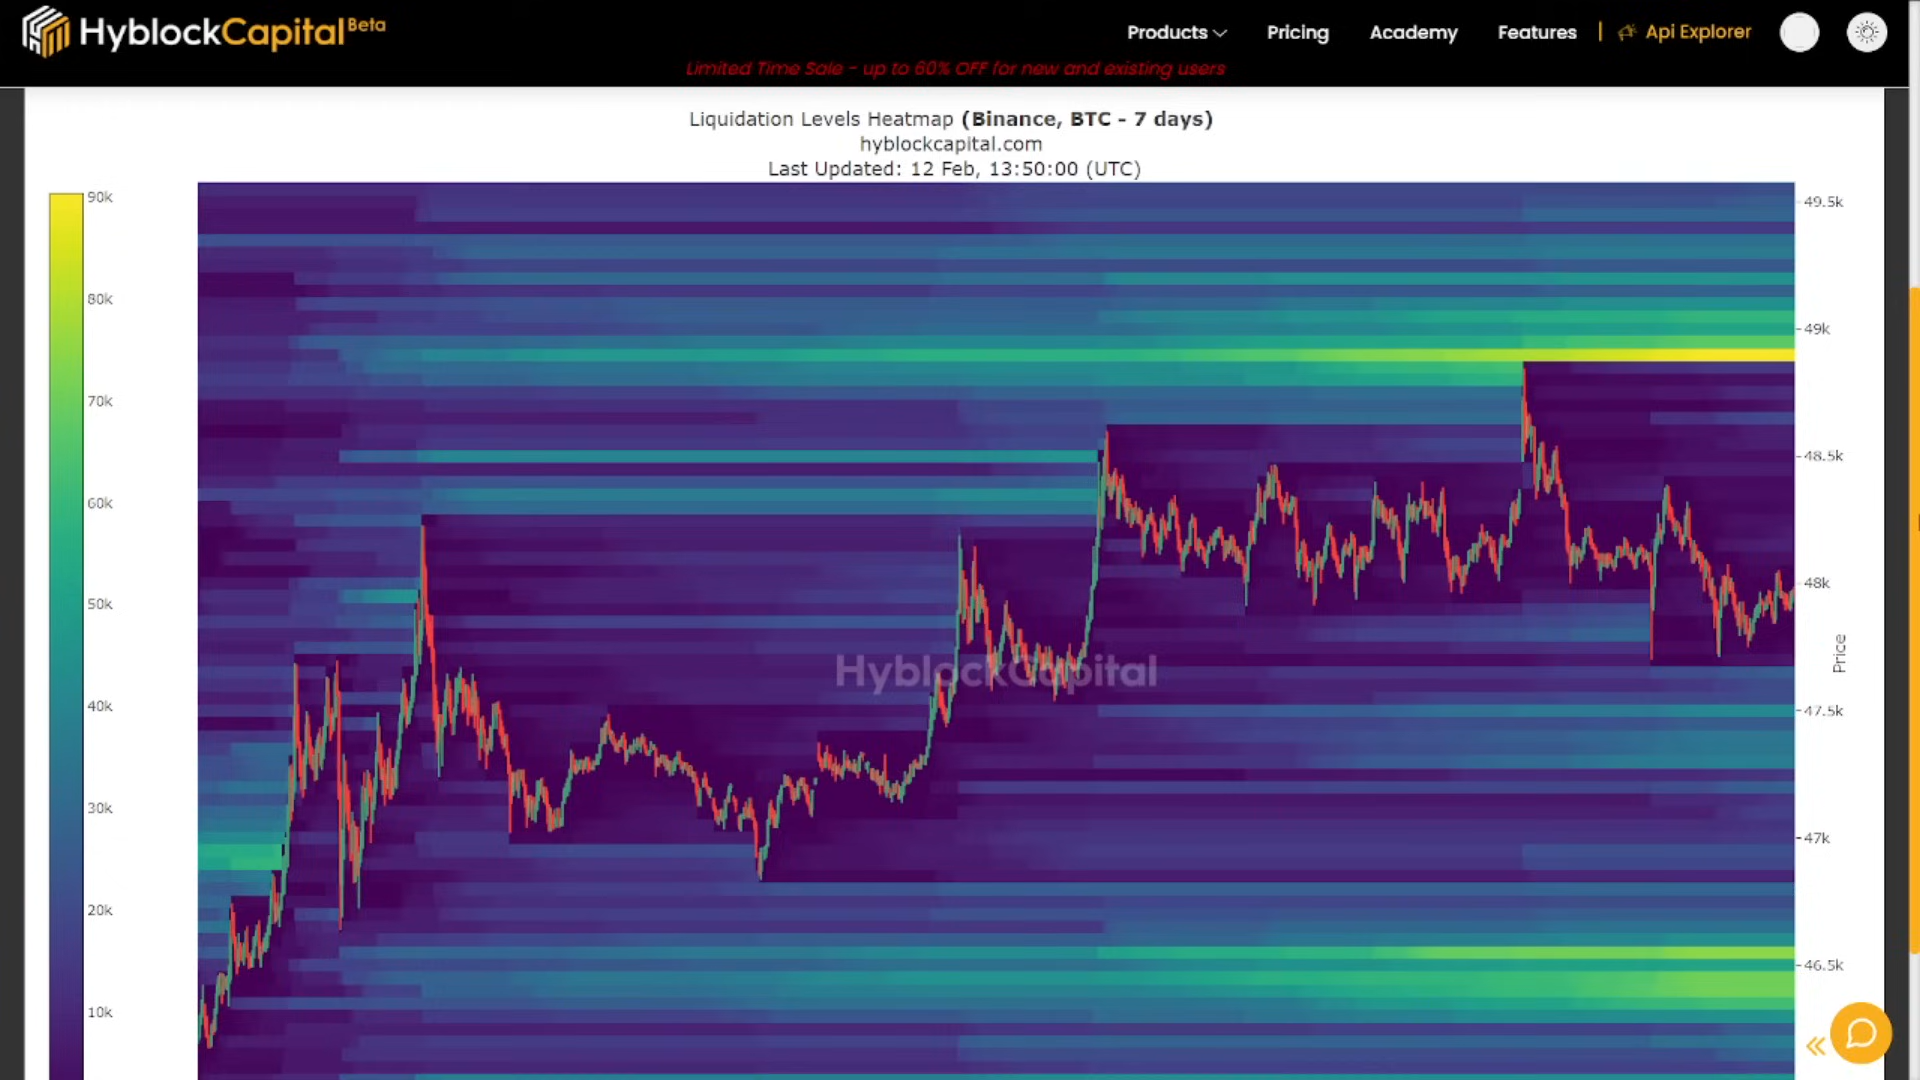 HyblockCapital Beta
Products Pricing Academy Features Api Explorer
Limited Time Sale - up to 60% OFF for new and existing users
Liquidation Levels Heatmap (Binance, BTC - 7 days)
hyblockcapital.com
Last Updated: 12 Feb, 13:50:00 (UTC)
90k
80k
70k
60k
50k
40k
30k
20k
10k
HyblockCapital
49.5k
49k
48.5k
48k
47.5k
47k
46.5k
Price